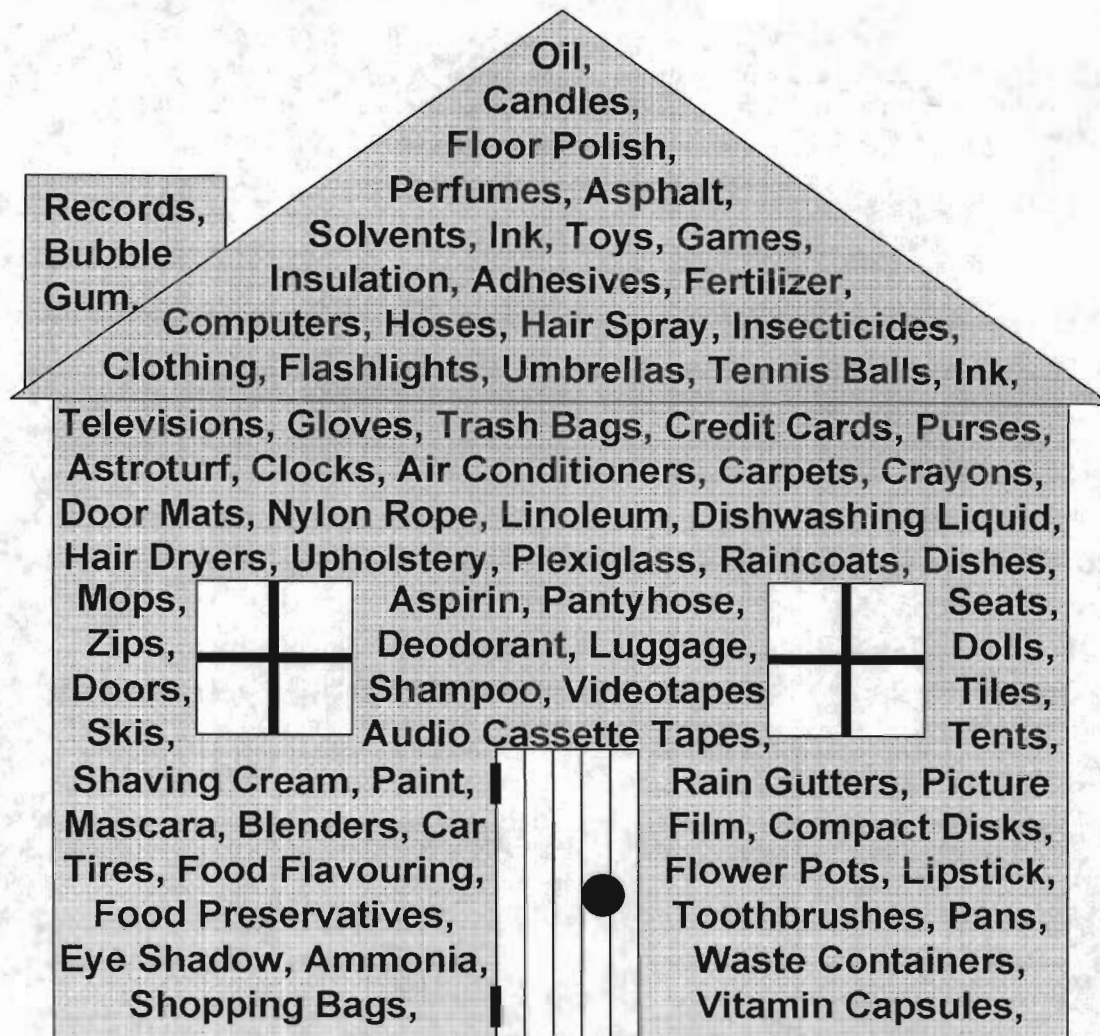 Oil,
Candles,
Floor Polish,
Perfumes, Asphalt,
Records,
Bubble
Gum,
Solvents, Ink, Toys, Games,
Insulation, Adhesives, Fertilizer,
Computers, Hoses, Hair Spray, Insecticides,
Clothing, Flashlights, Umbrellas, Tennis Balls, Ink,
Televisions, Gloves, Trash Bags, Credit Cards, Purses,
Astroturf, Clocks, Air Conditioners, Carpets, Crayons,
Door Mats, Nylon Rope, Linoleum, Dishwashing Liquid,
Hair Dryers, Upholstery, Plexiglass, Raincoats, Dishes,
Mops,
Zips,
Doors,
Skis,
Aspirin, Pantyhose,
Deodorant, Luggage,
Shampoo, Videotapes
Audio Cassette Tapes,
Seats,
Dolls,
Tiles,
Tents,
Shaving Cream, Paint,
Mascara, Blenders, Car
Tires, Food Flavouring,
Food Preservatives,
Eye Shadow, Ammonia,
Shopping Bags,
Rain Gutters, Picture
Film, Compact Disks,
Flower Pots, Lipstick,
Toothbrushes, Pans,
Waste Containers,
Vitamin Capsules,